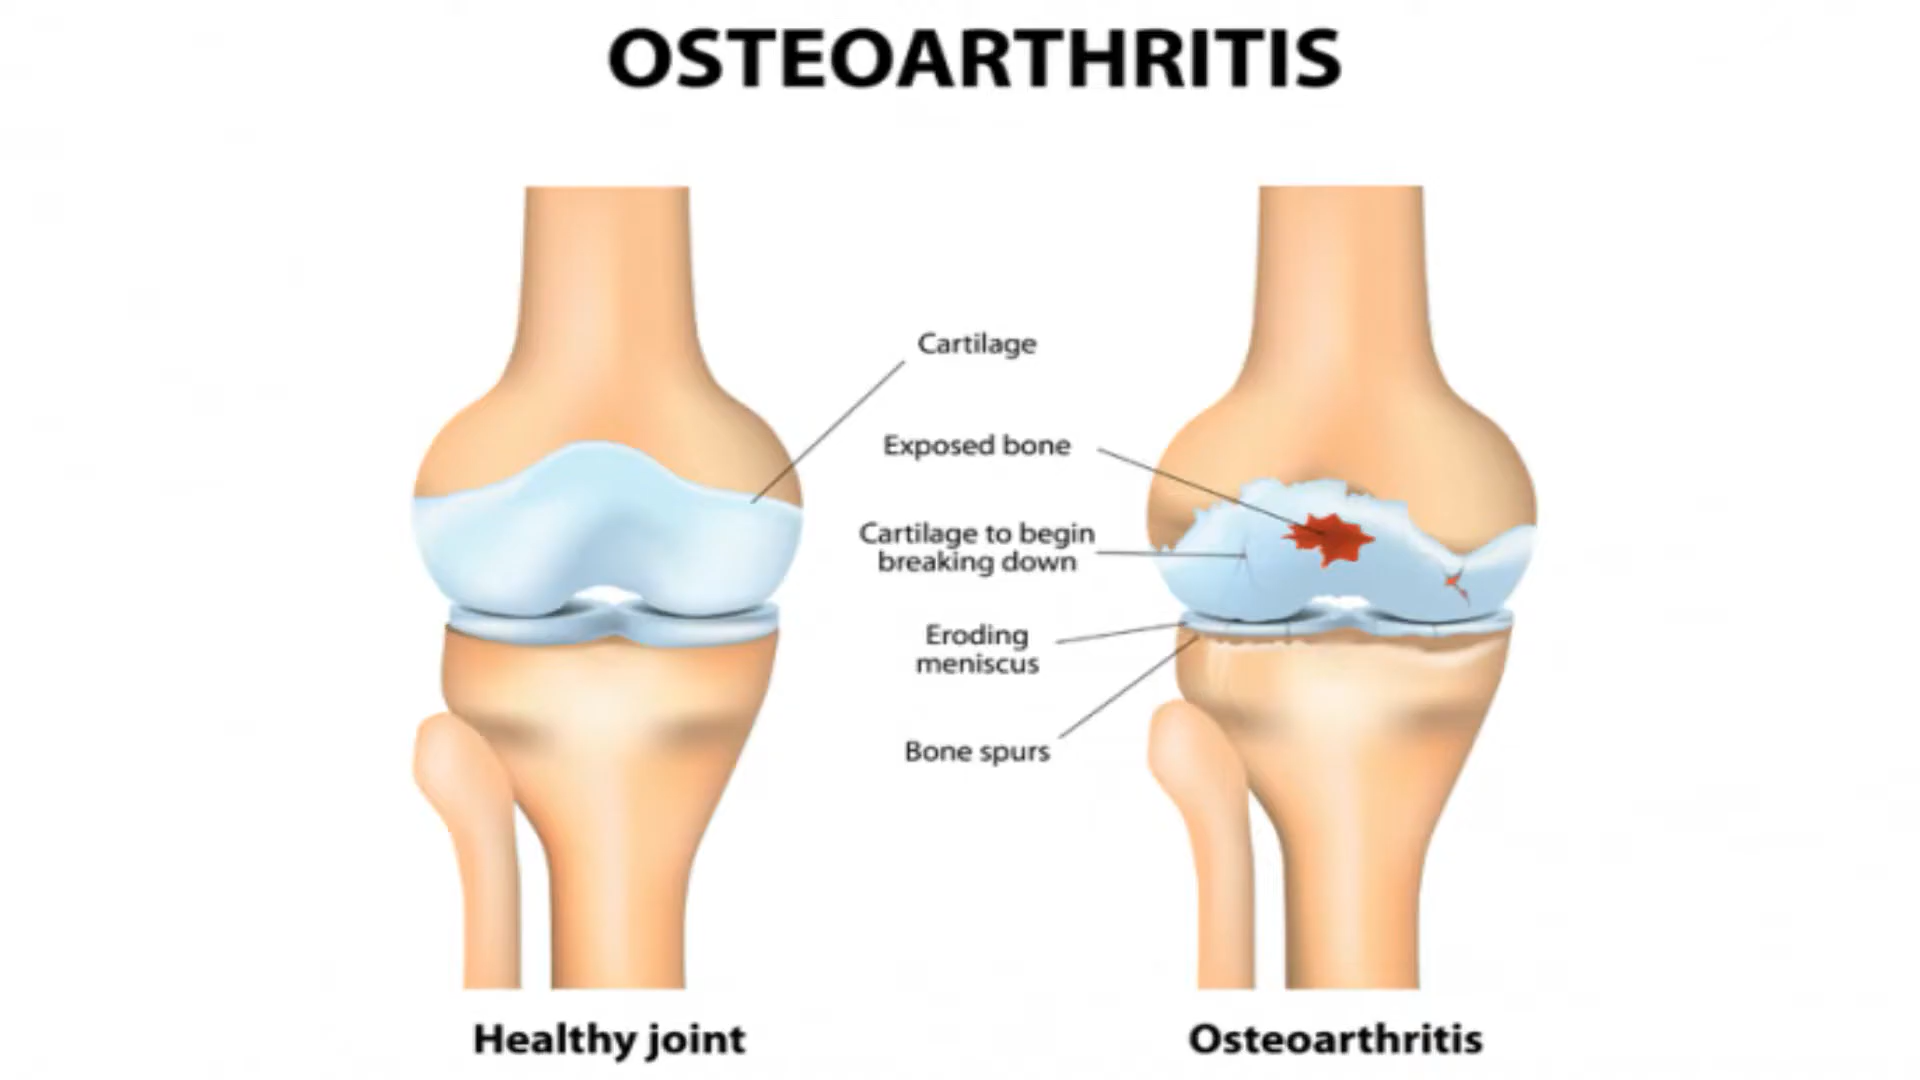 OSTEOARTHRITIS
Cartilage
Exposed bone
Cartilage to begin
breaking down
Eroding
meniscus
Bone spurs
Healthy joint
Osteoarthritis